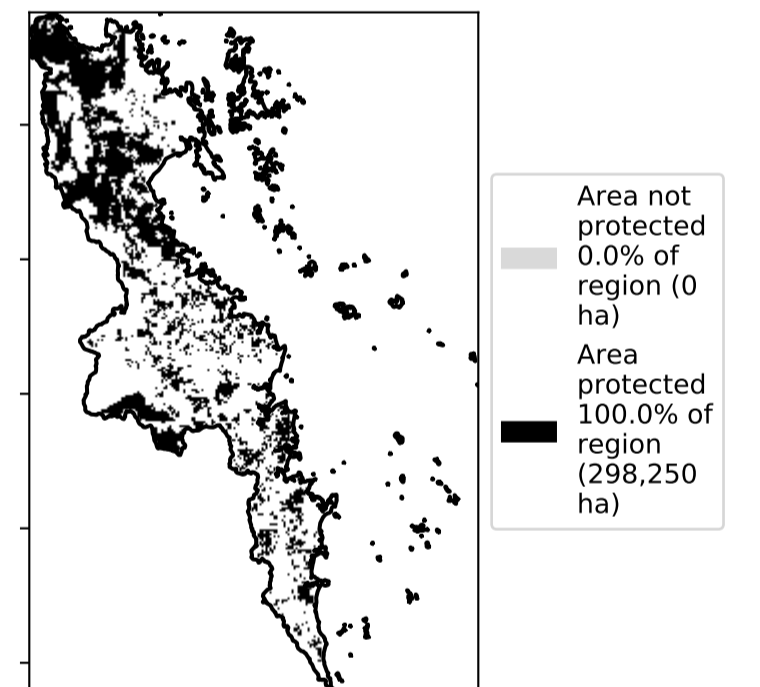 Area not
protected
0.0% of
region (0
ha)
Area
protected
100.0% of
region
(298,250
ha)